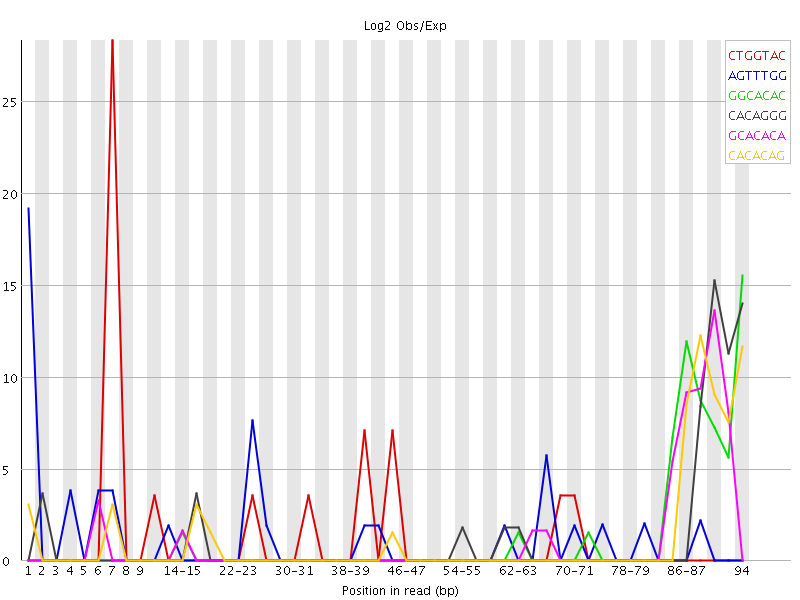 Log2 Obs/Exp
CTGGTAC
AGTTTGG
GGCACAC
CACAGGG
GCACACA
CACACAG
25
20
15
10
5
0
1 2 3 4 5 6 7 8 9 14-15 22-23 30-31 38-39 46-47 54-55 62-63 70-71 78-79 86-87 94
Position in read (bp)